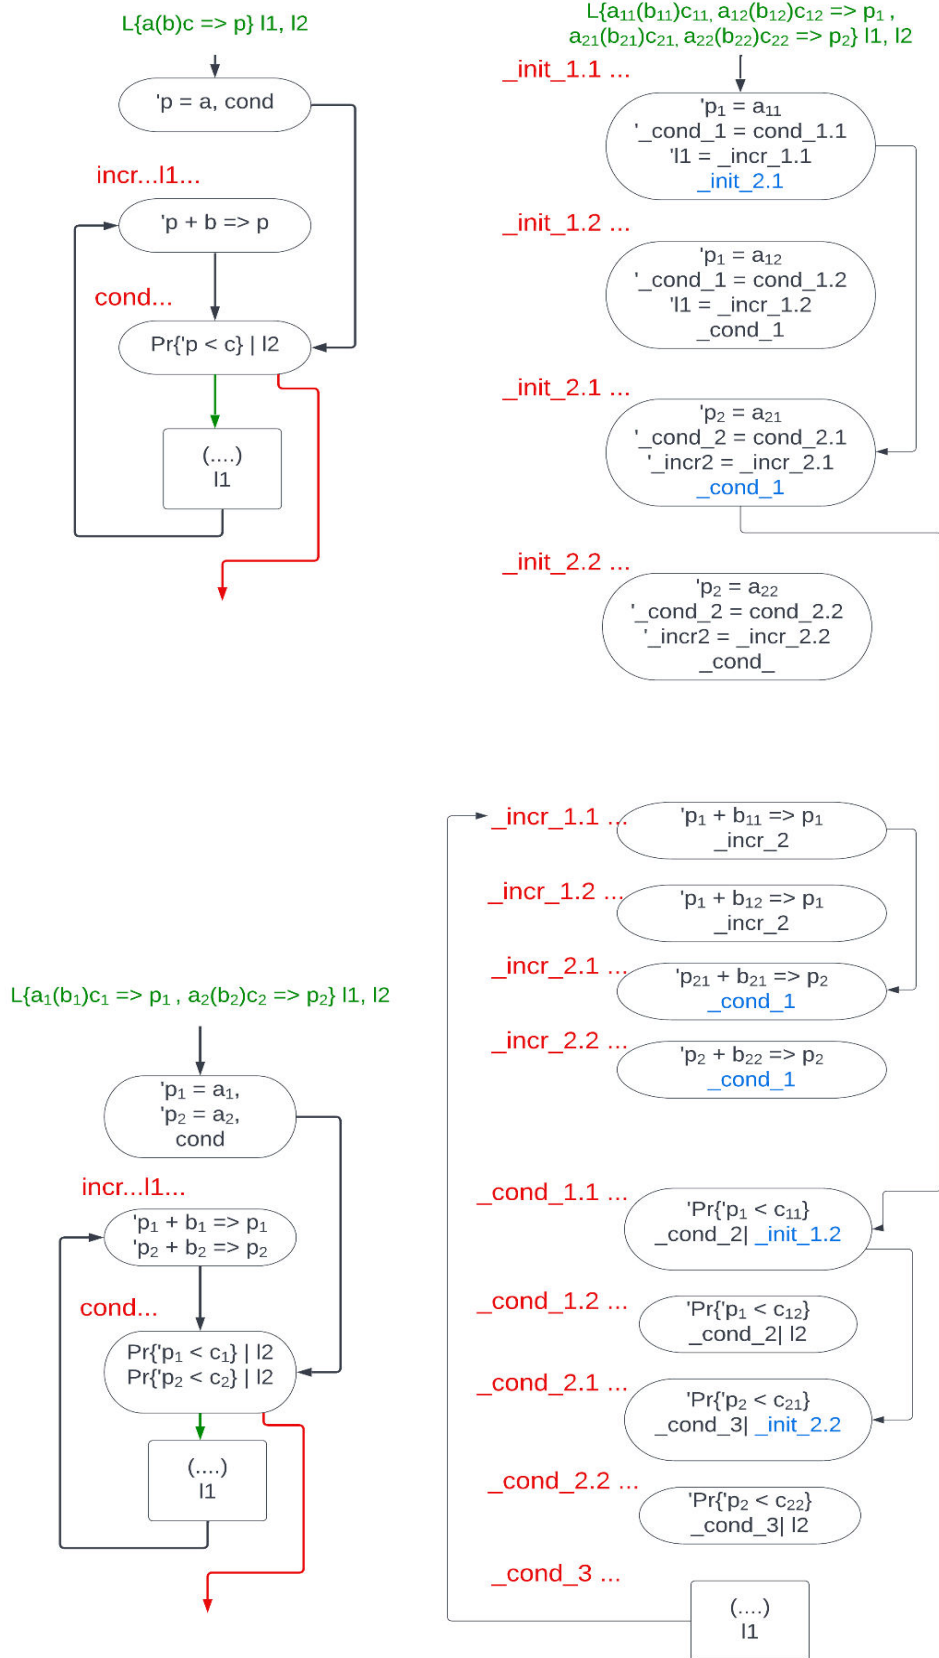 L{a(b)c => p} l1, l2
'p = a, cond
incr...l1...
'p + b => p
cond...
Pr{'p < c} | l2
(....)
l1
L{a₁(b₁)c₁ => p₁ , a₂(b₂)c₂ => p₂} l1, l2
'p₁ = a₁,
'p₂ = a₂,
cond
incr...l1...
'p₁ + b₁ => p₁
'p₂ + b₂ => p₂
cond...
Pr{'p₁ < c₁} | l2
Pr{'p₂ < c₂} | l2
(....)
l1
L{a₁₁(b₁₁)c₁₁, a₁₂(b₁₂)c₁₂ => p₁ ,
a₂₁(b₂₁)c₂₁, a₂₂(b₂₂)c₂₂ => p₂} l1, l2
_init_1.1 ...
'p₁ = a₁₁
'_cond_1 = cond_1.1
'l1 = _incr_1.1
_init_2.1
_init_1.2 ...
'p₁ = a₁₂
'_cond_1 = cond_1.2
'l1 = _incr_1.2
_cond_1
_init_2.1 ...
'p₂ = a₂₁
'_cond_2 = cond_2.1
'_incr2 = _incr_2.1
_cond_1
_init_2.2 ...
'p₂ = a₂₂
'_cond_2 = cond_2.2
'_incr2 = _incr_2.2
_cond_
_incr_1.1 ...
'p₁ + b₁₁ => p₁
_incr_2
_incr_1.2 ...
'p₁ + b₁₂ => p₁
_incr_2
_incr_2.1 ...
'p₂₁ + b₂₁ => p₂
_cond_1
_incr_2.2 ...
'p₂ + b₂₂ => p₂
_cond_1
_cond_1.1 ...
'Pr{'p₁ < c₁₁}
_cond_2| _init_1.2
_cond_1.2 ...
'Pr{'p₁ < c₁₂}
_cond_2| l2
_cond_2.1 ...
'Pr{'p₂ < c₂₁}
_cond_3| _init_2.2
_cond_2.2 ...
'Pr{'p₂ < c₂₂}
_cond_3| l2
_cond_3 ...
(....)
l1